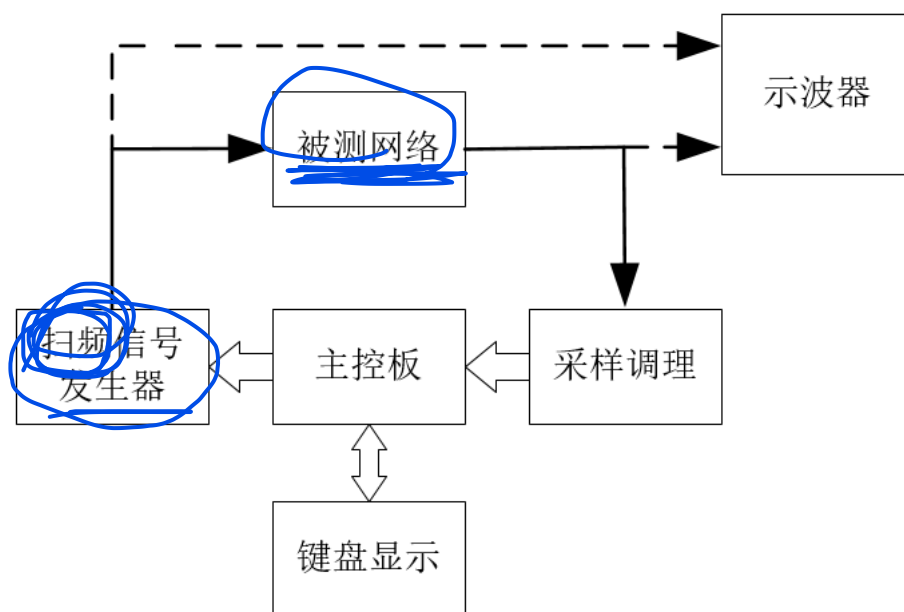 示波器
被测网络
扫频信号
发生器
主控板
采样调理
键盘显示